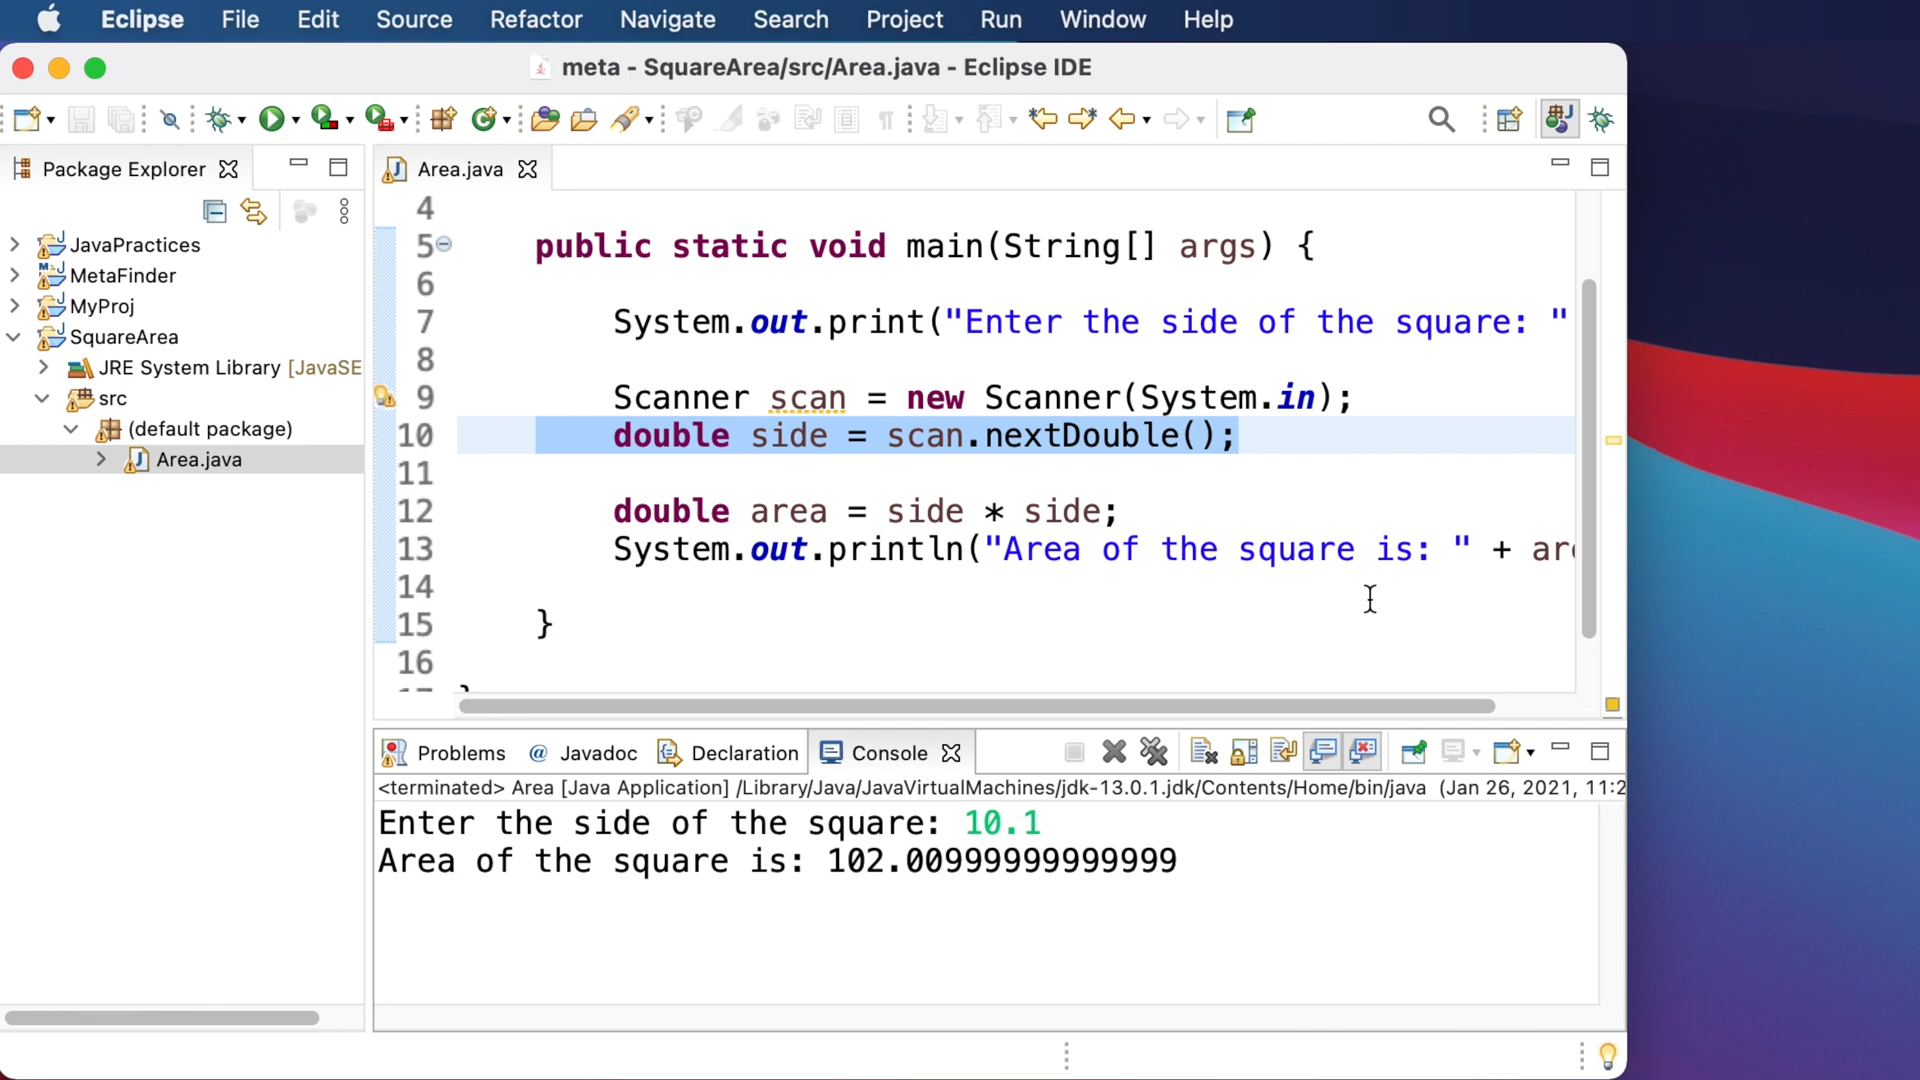 Eclipse File Edit Source Refactor Navigate Search Project Run Window Help
meta - SquareArea/src/Area.java - Eclipse IDE
Package Explorer
JavaPractices
MetaFinder
MyProj
SquareArea
JRE System Library [JavaSE
src
(default package)
Area.java
Area.java
4
5 public static void main(String[] args) {
6
7 System.out.print("Enter the side of the square: "
8
9 Scanner scan = new Scanner(System.in);
10 double side = scan.nextDouble();
11
12 double area = side * side;
13 System.out.println("Area of the square is: " + are
14
15 }
16
Problems @ Javadoc Declaration Console
<terminated> Area [Java Application] /Library/Java/JavaVirtualMachines/jdk-13.0.1.jdk/Contents/Home/bin/java (Jan 26, 2021, 11:2
Enter the side of the square: 10.1
Area of the square is: 102.00999999999999